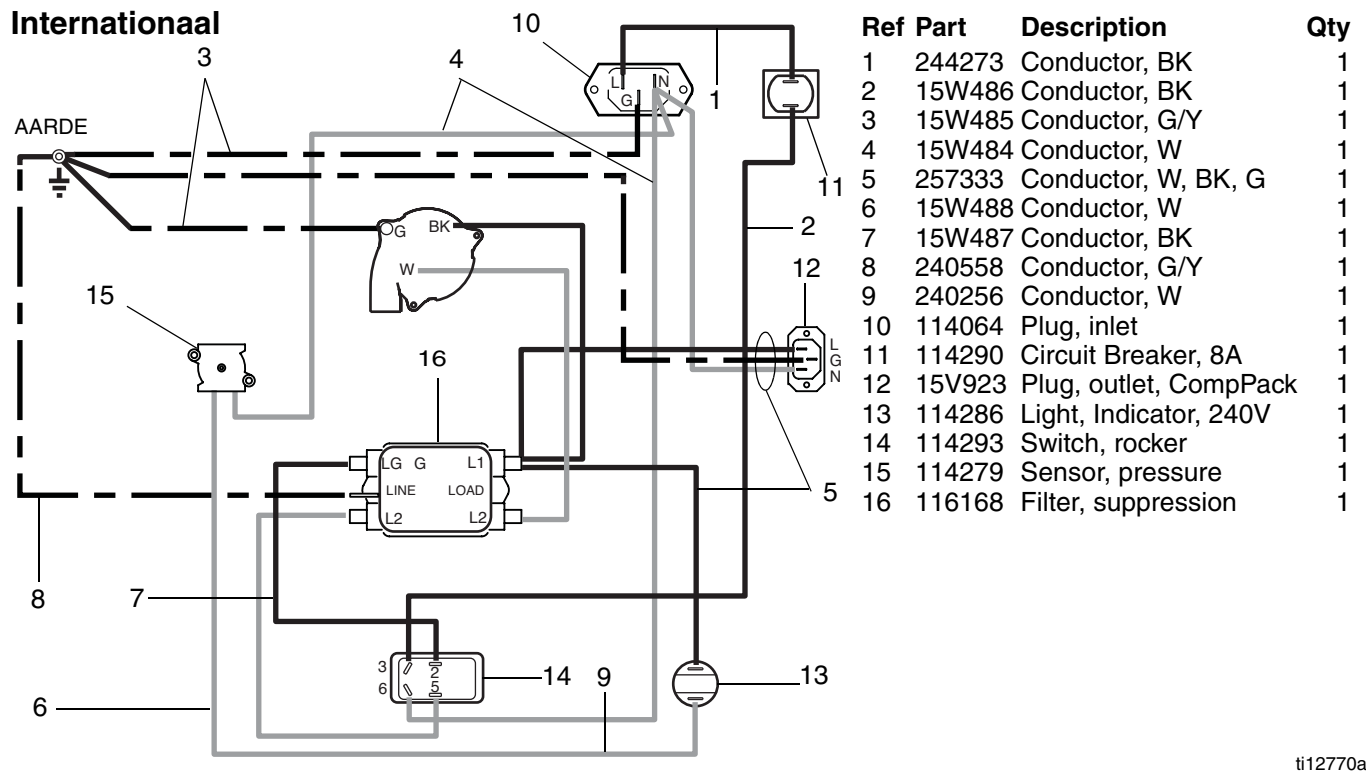 Internationaal
10
3
4
L N
G
1
AARDE
11
G BK
2
W
12
15
L
G
N
16
LG G L1
LINE LOAD
L2 L2
5
8
7
3 2
6 5
14
9
13
6
Ref Part Description Qty
1 244273 Conductor, BK 1
2 15W486 Conductor, BK 1
3 15W485 Conductor, G/Y 1
4 15W484 Conductor, W 1
5 257333 Conductor, W, BK, G 1
6 15W488 Conductor, W 1
7 15W487 Conductor, BK 1
8 240558 Conductor, G/Y 1
9 240256 Conductor, W 1
10 114064 Plug, inlet 1
11 114290 Circuit Breaker, 8A 1
12 15V923 Plug, outlet, CompPack 1
13 114286 Light, Indicator, 240V 1
14 114293 Switch, rocker 1
15 114279 Sensor, pressure 1
16 116168 Filter, suppression 1
ti12770a